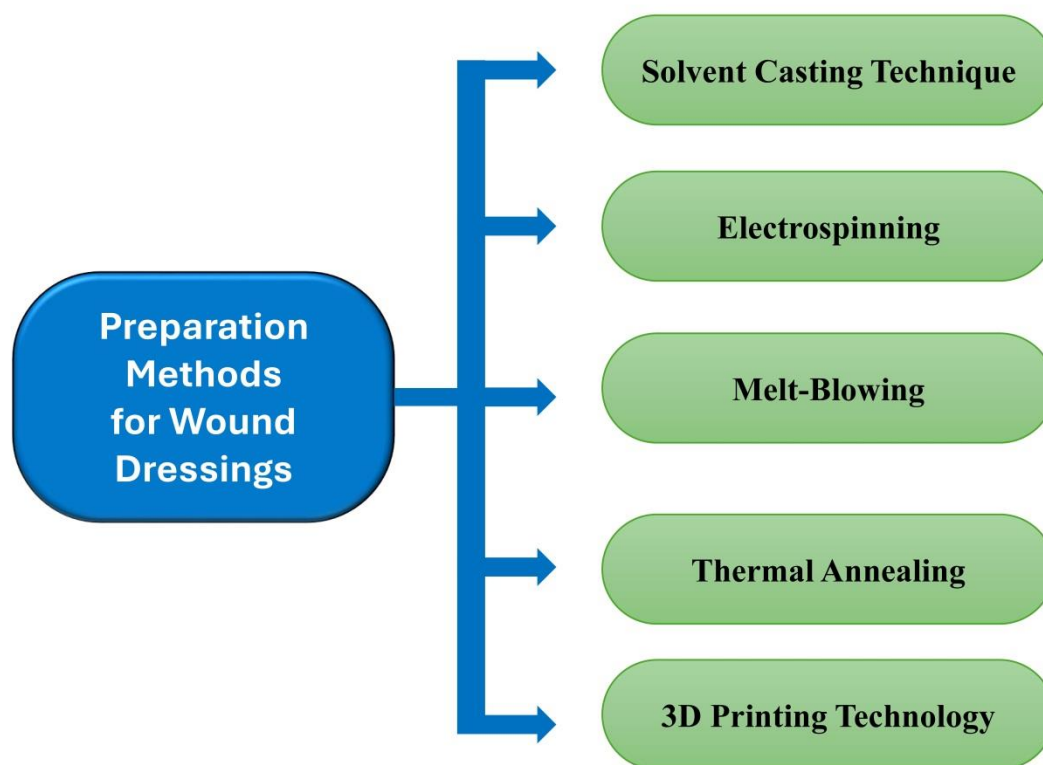 Preparation
Methods
for Wound
Dressings
Solvent Casting Technique
Electrospinning
Melt-Blowing
Thermal Annealing
3D Printing Technology